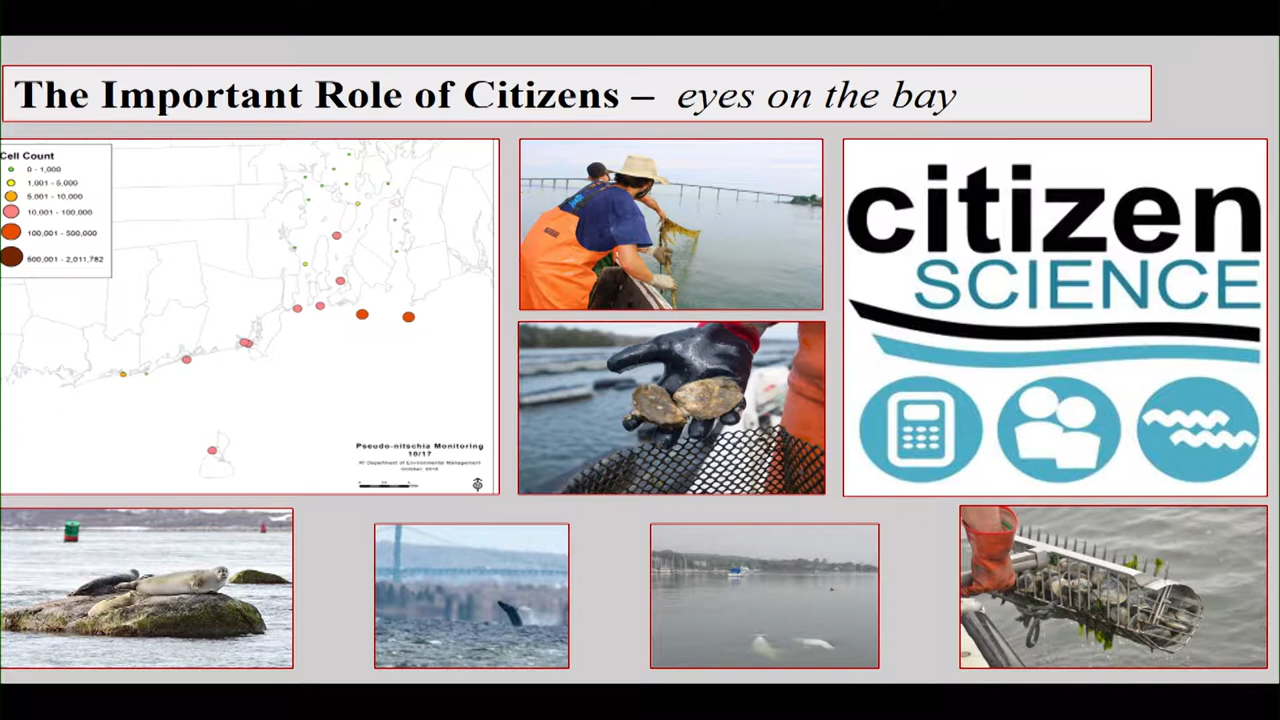 The Important Role of Citizens – eyes on the bay
Cell Count
0 - 1,000
1,001 - 5,000
5,001 - 10,000
10,001 - 100,000
100,001 - 500,000
500,001 - 2,011,782
Pseudo-nitschia Monitoring
10/17
RI Department of Environmental Management
citizen
SCIENCE